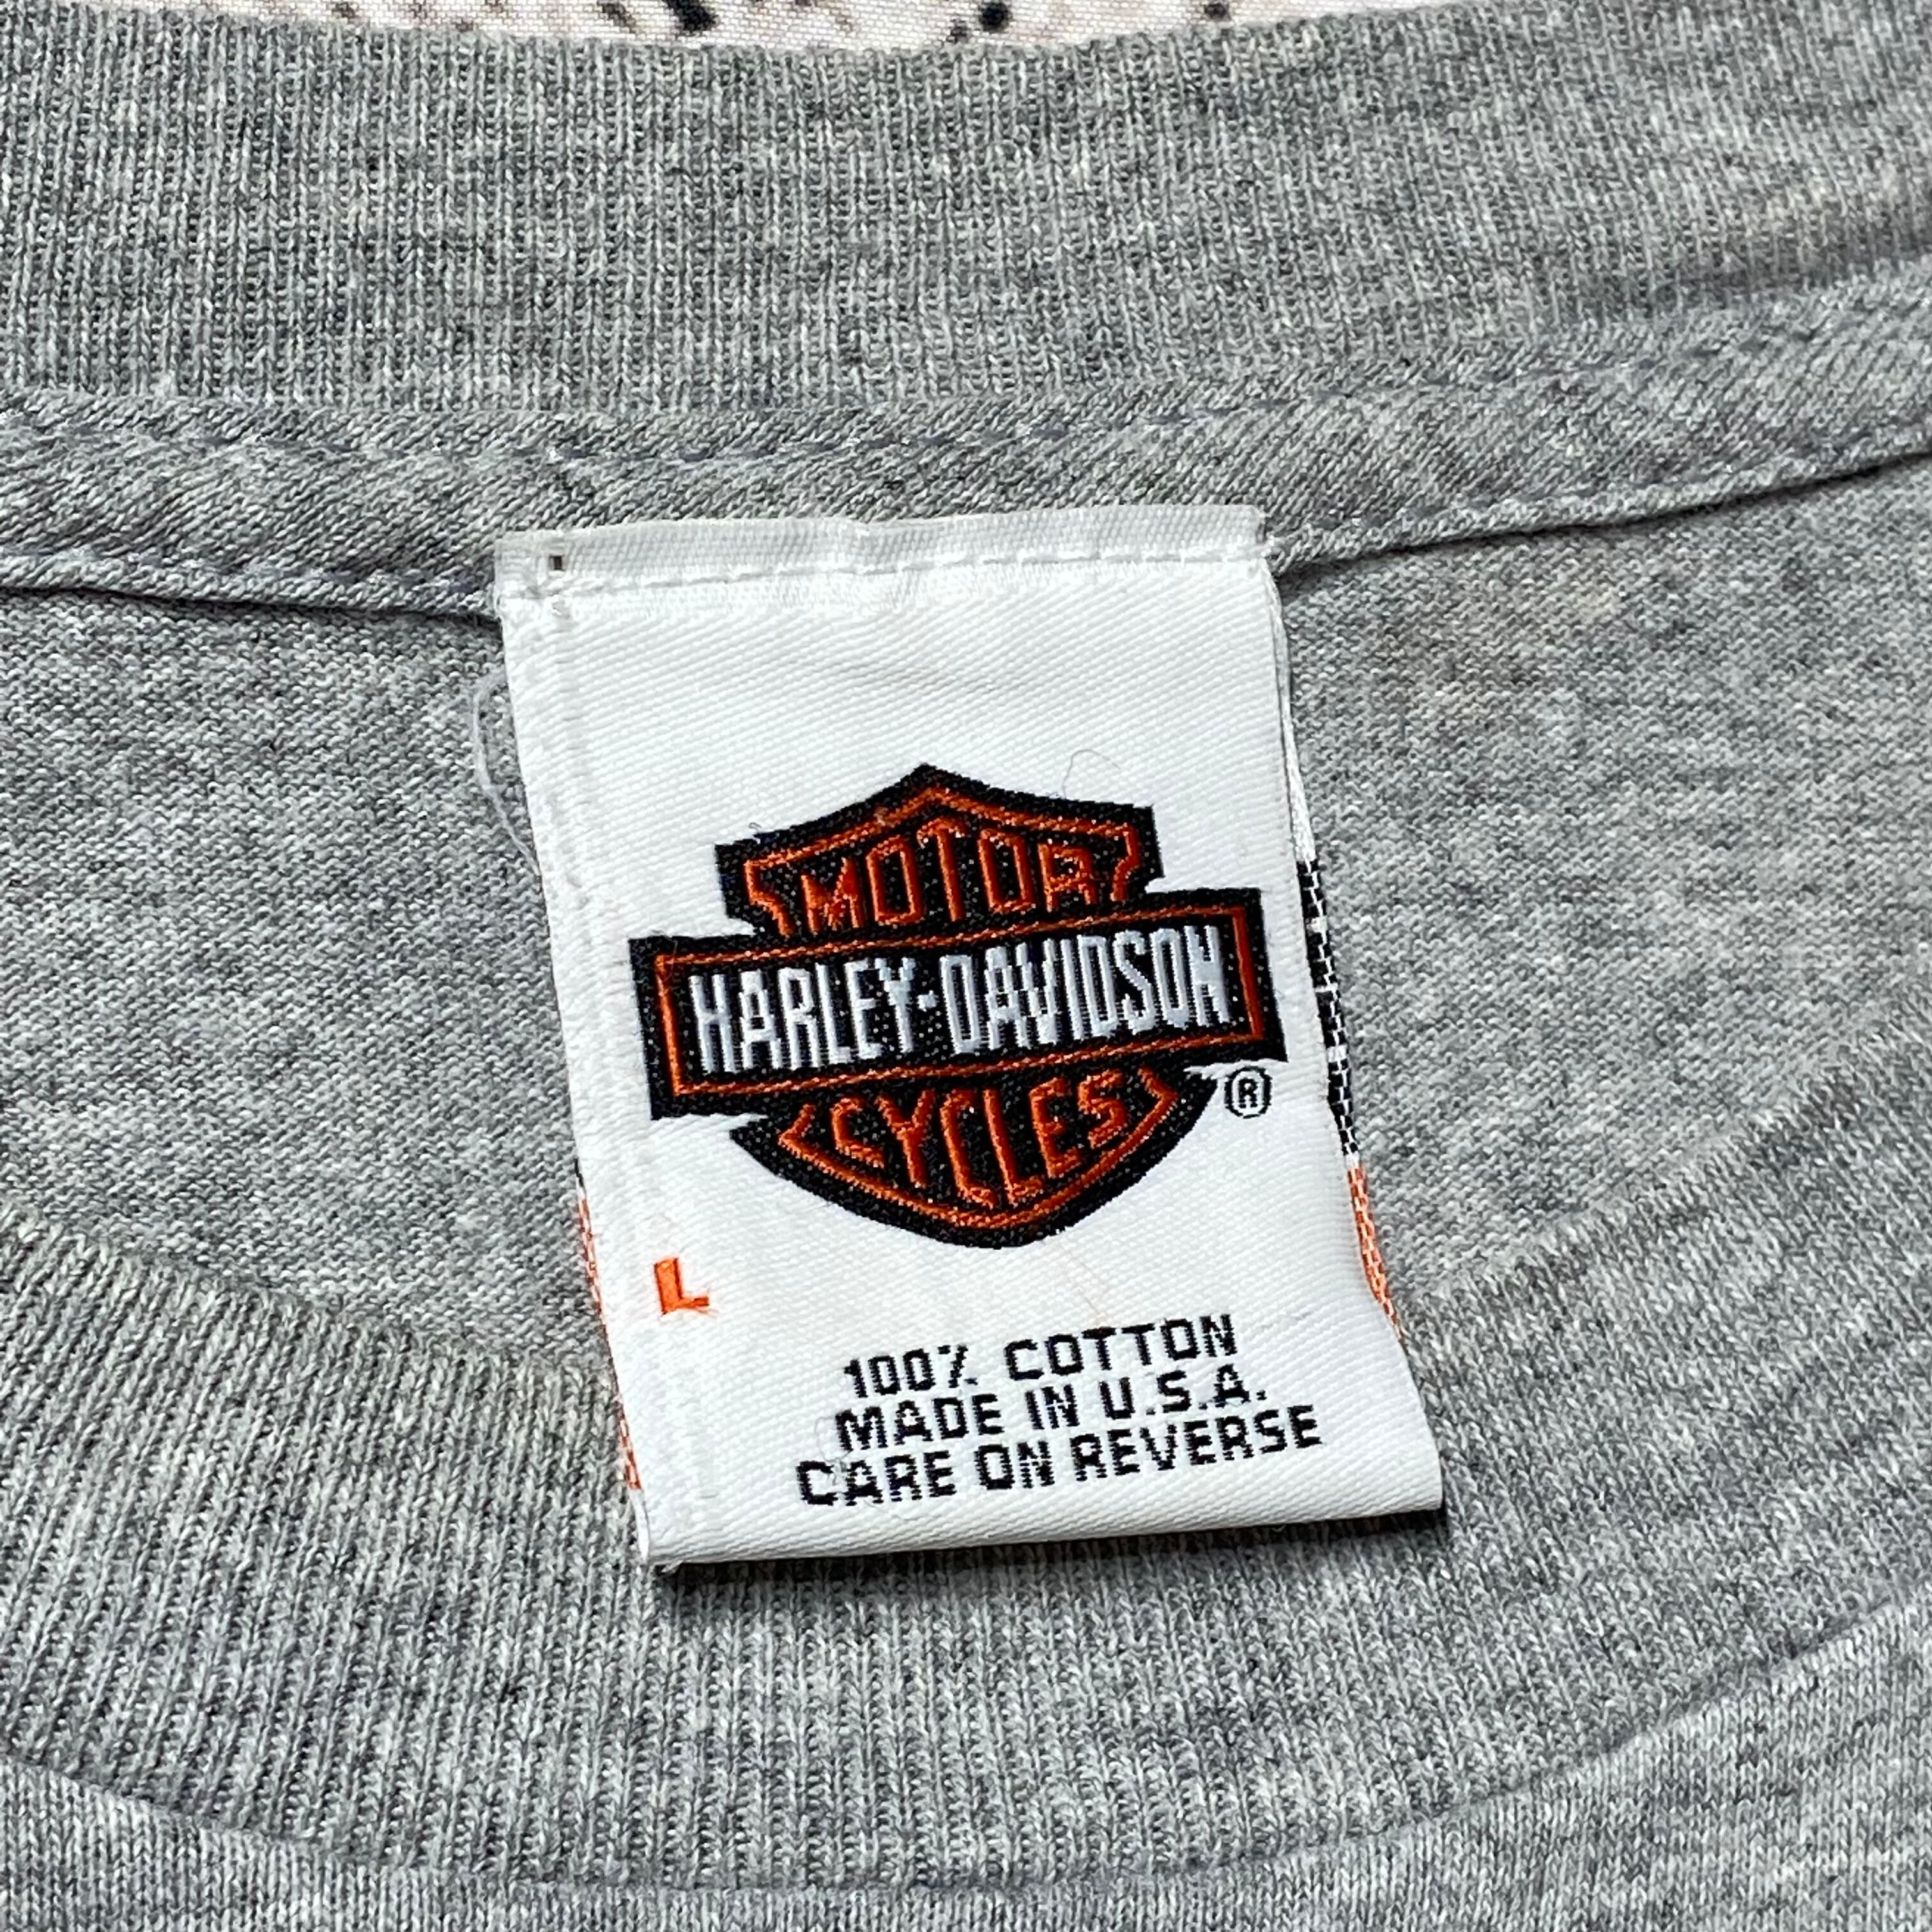 MOTOR
HARLEY-DAVIDSON
CYCLES
®
L
100% COTTON
MADE IN U.S.A.
CARE ON REVERSE